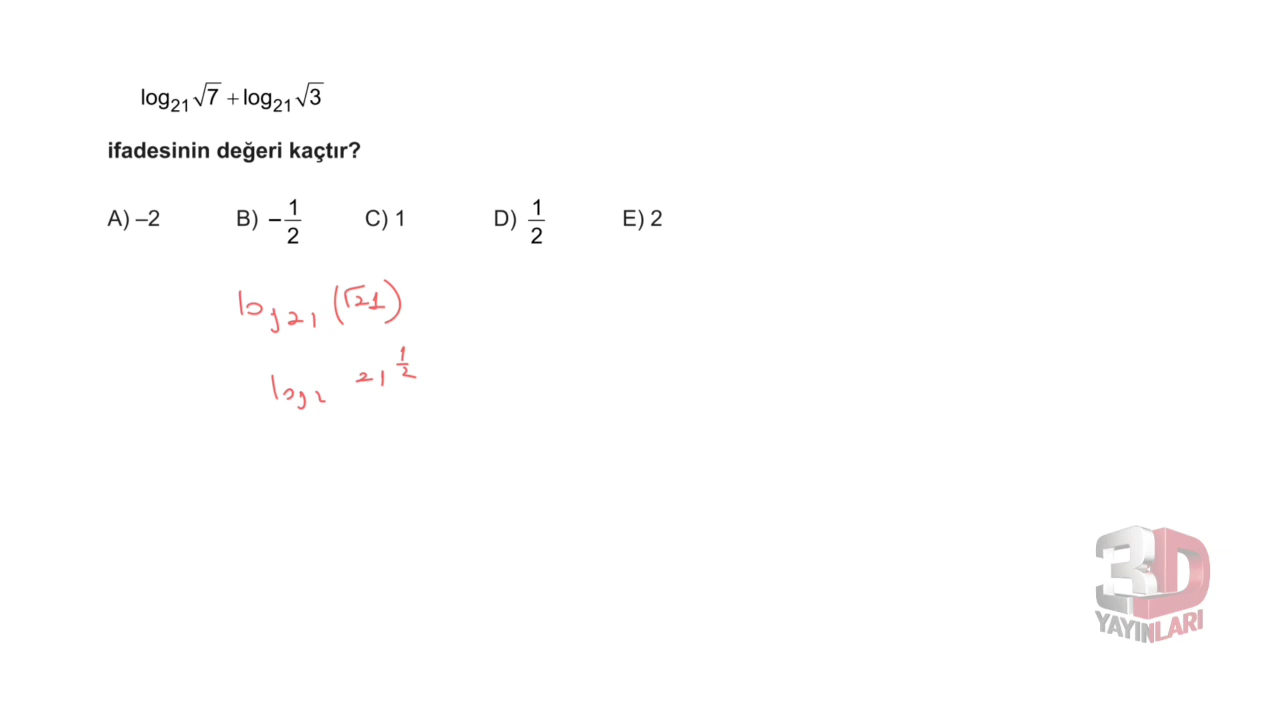 log₂₁√7 + log₂₁√3
ifadesinin değeri kaçtır?
A) –2 B) –1/2 C) 1 D) 1/2 E) 2
log₂₁ (√21)
log₂ 21^(1/2)
3D
YAYINLARI